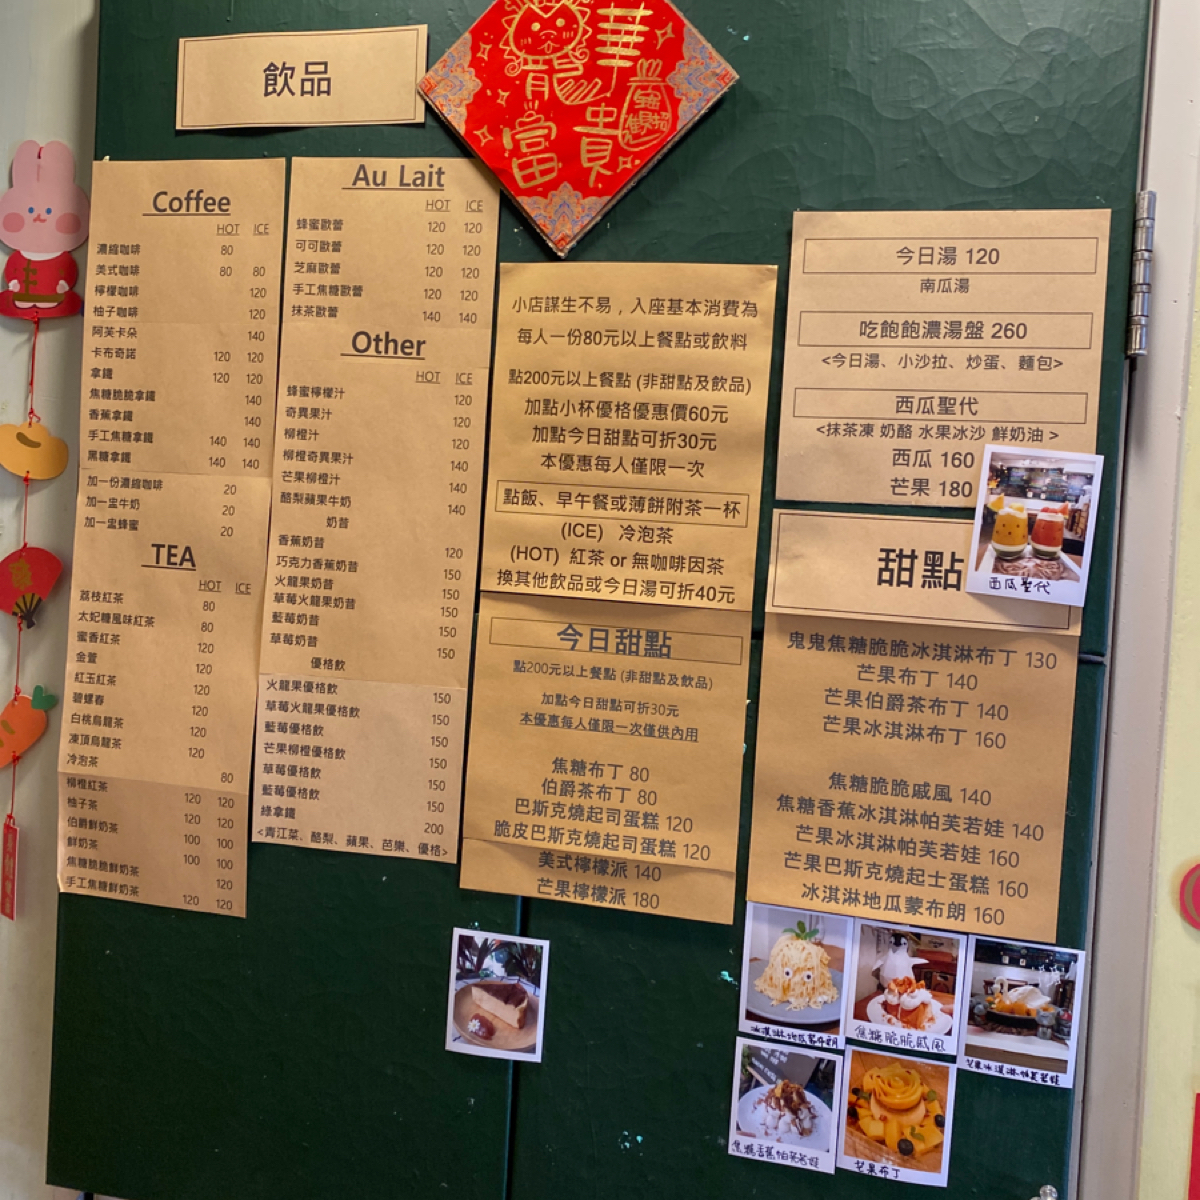 飲品
龍華
富貴
Coffee
HOT ICE
濃縮咖啡 80
美式咖啡 80 80
檸檬咖啡 120
柚子咖啡 120
阿芙卡朵 140
卡布奇諾 120 120
拿鐵 120 120
焦糖脆脆拿鐵 140
香蕉拿鐵 140
手工焦糖拿鐵 140 140
黑糖拿鐵 140 140
加一份濃縮咖啡 20
加一盅牛奶 20
加一盅蜂蜜 20
TEA
HOT ICE
荔枝紅茶 80
太妃糖風味紅茶 80
蜜香紅茶 120
金萱 120
紅玉紅茶 120
碧螺春 120
白桃烏龍茶 120
凍頂烏龍茶 120
冷泡茶 80
柳橙紅茶 120 120
柚子茶 120 120
伯爵鮮奶茶 100 100
鮮奶茶 100 100
焦糖脆脆鮮奶茶 120
手工焦糖鮮奶茶 120 120
Au Lait
HOT ICE
蜂蜜歐蕾 120 120
可可歐蕾 120 120
芝麻歐蕾 120 120
手工焦糖歐蕾 120 120
抹茶歐蕾 140 140
Other
HOT ICE
蜂蜜檸檬汁 120
奇異果汁 120
柳橙汁 120
柳橙奇異果汁 140
芒果柳橙汁 140
酪梨蘋果牛奶 140
奶昔
香蕉奶昔 120
巧克力香蕉奶昔 150
火龍果奶昔 150
草莓火龍果奶昔 150
藍莓奶昔 150
草莓奶昔 150
優格飲
火龍果優格飲 150
草莓火龍果優格飲 150
藍莓優格飲 150
芒果柳橙優格飲 150
草莓優格飲 150
藍莓優格飲 150
綠拿鐵 200
<青江菜、酪梨、蘋果、芭樂、優格>
小店謀生不易，入座基本消費為
每人一份80元以上餐點或飲料
點200元以上餐點 (非甜點及飲品)
加點小杯優格優惠價60元
加點今日甜點可折30元
本優惠每人僅限一次
點飯、早午餐或薄餅附茶一杯
(ICE) 冷泡茶
(HOT) 紅茶 or 無咖啡因茶
換其他飲品或今日湯可折40元
今日甜點
點200元以上餐點 (非甜點及飲品)
加點今日甜點可折30元
本優惠每人僅限一次僅供內用
焦糖布丁 80
伯爵茶布丁 80
巴斯克燒起司蛋糕 120
脆皮巴斯克燒起司蛋糕 120
美式檸檬派 140
芒果檸檬派 180
今日湯 120
南瓜湯
吃飽飽濃湯盤 260
<今日湯、小沙拉、炒蛋、麵包>
西瓜聖代
<抹茶凍 奶酪 水果冰沙 鮮奶油 >
西瓜 160
芒果 180
西瓜聖代
甜點
鬼鬼焦糖脆脆冰淇淋布丁 130
芒果布丁 140
芒果伯爵茶布丁 140
芒果冰淇淋布丁 160
焦糖脆脆戚風 140
焦糖香蕉冰淇淋帕芙若娃 140
芒果冰淇淋帕芙若娃 160
芒果巴斯克燒起士蛋糕 160
冰淇淋地瓜蒙布朗 160
冰淇淋地瓜蒙布朗
焦糖脆脆戚風
芒果冰淇淋帕芙若娃
焦糖香蕉帕芙若娃
芒果布丁